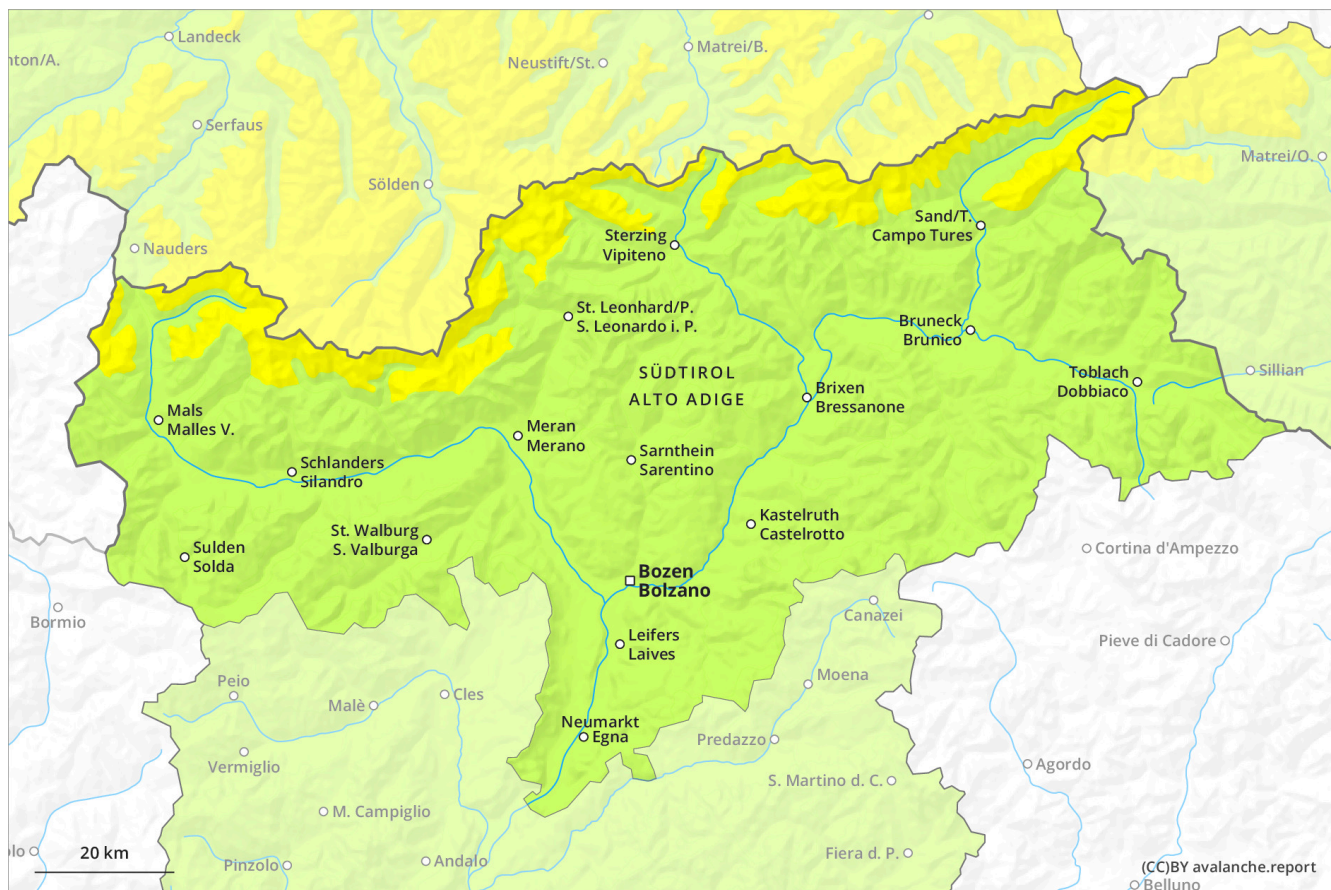 Landeck
nton/A.
Matrei/B.
Neustift/St.
Serfaus
Matrei/O.
Sölden
Sand/T.
Campo Tures
Sterzing
Vipiteno
Nauders
St. Leonhard/P.
S. Leonardo i. P.
Bruneck
Brunico
SÜDTIROL
ALTO ADIGE
Toblach
Dobbiaco
Sillian
Brixen
Bressanone
Mals
Malles V.
Meran
Merano
Sarnthein
Sarentino
Schlanders
Silandro
Kastelruth
Castelrotto
St. Walburg
S. Valburga
Sulden
Solda
Cortina d'Ampezzo
Bozen
Bolzano
Bormio
Canazei
Leifers
Laives
Pieve di Cadore
Peio
Moena
Cles
Malè
Neumarkt
Egna
Predazzo
Vermiglio
Agordo
S. Martino d. C.
M. Campiglio
20 km
lo
Pinzolo
Andalo
Fiera d. P.
(CC)BY avalanche.report
Belluno